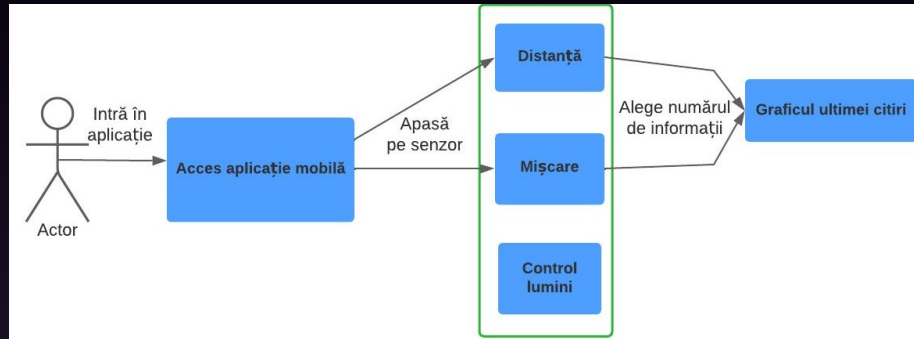 Intră în
aplicație
Actor
Acces aplicație mobilă
Apasă
pe senzor
Distanță
Mișcare
Control
lumini
Alege numărul
de informații
Graficul ultimei citiri